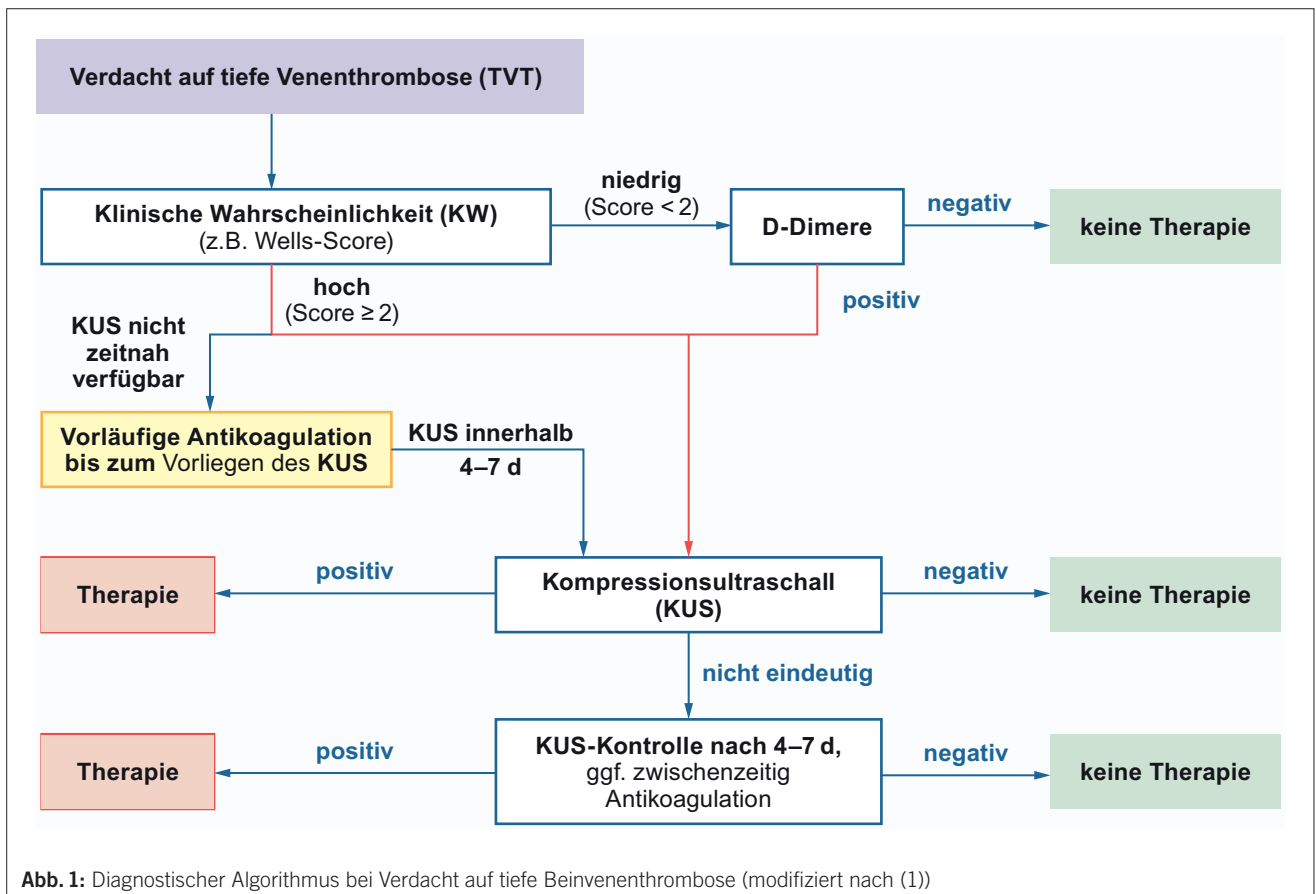 Verdacht auf tiefe Venenthrombose (TVT)
Klinische Wahrscheinlichkeit (KW)
(z.B. Wells-Score)
niedrig
(Score < 2)
D-Dimere
negativ
keine Therapie
hoch
(Score ≥ 2)
positiv
KUS nicht
zeitnah
verfügbar
Vorläufige Antikoagulation
bis zum Vorliegen des KUS
KUS innerhalb
4–7 d
Therapie
positiv
Kompressionsultraschall
(KUS)
negativ
keine Therapie
nicht eindeutig
Therapie
positiv
KUS-Kontrolle nach 4–7 d,
ggf. zwischenzeitig
Antikoagulation
negativ
keine Therapie
Abb. 1: Diagnostischer Algorithmus bei Verdacht auf tiefe Beinvenenthrombose (modifiziert nach (1))